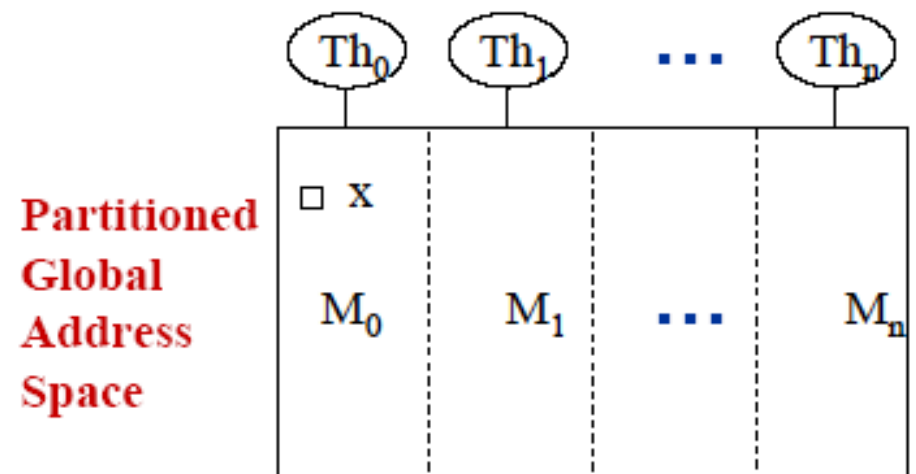 Th₀ Th₁ ... Thₙ
x
Partitioned
Global
Address
Space
M₀ M₁ ... Mₙ